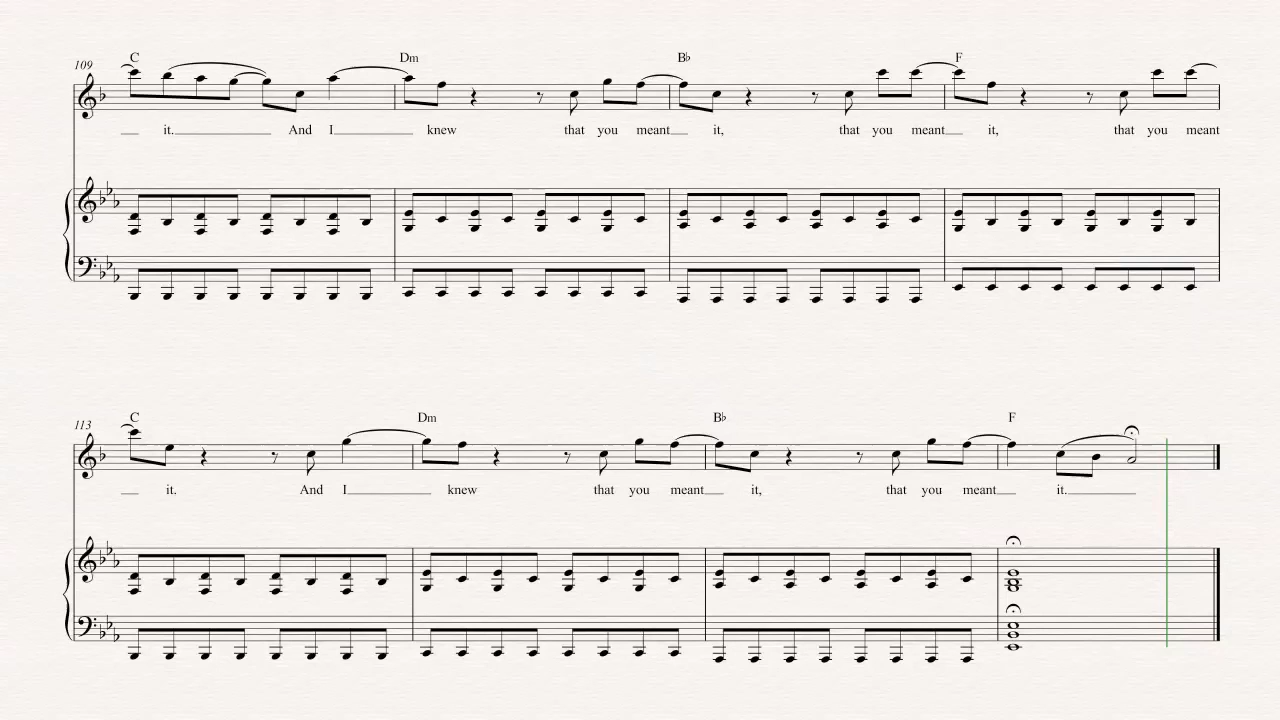 C Dm B♭ F
109
it. And I knew that you meant it, that you meant it, that you meant
C Dm B♭ F
113
it. And I knew that you meant it, that you meant it.